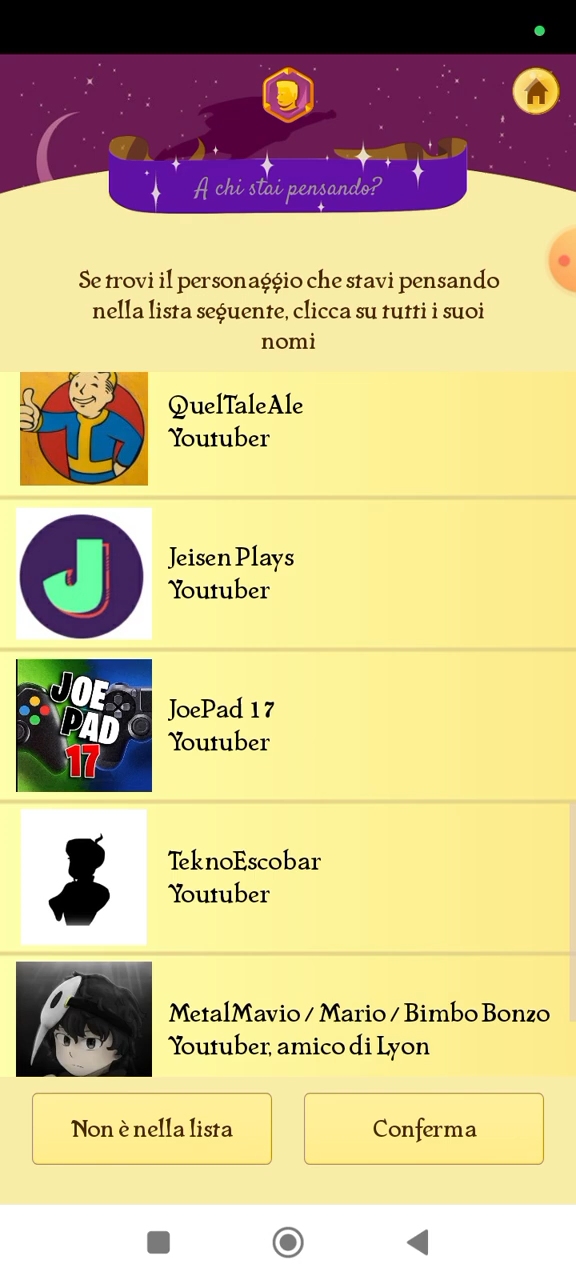 A chi stai pensando?
Se trovi il personaggio che stavi pensando
nella lista seguente, clicca su tutti i suoi
nomi
QuelTaleAle
Youtuber
J
Jeisen Plays
Youtuber
JOE
PAD
17
JoePad 17
Youtuber
TeknoEscobar
Youtuber
MetalMavio / Mario / Bimbo Bonzo
Youtuber, amico di Lyon
Non è nella lista
Conferma